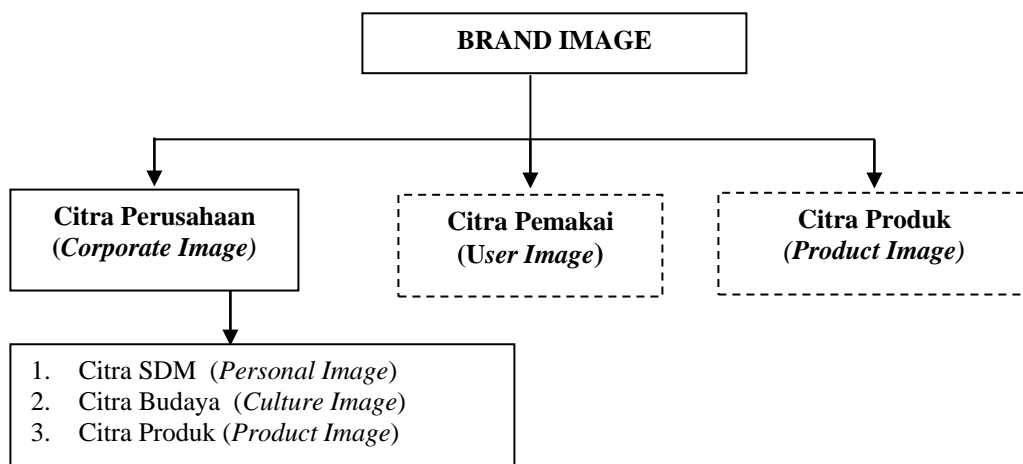 BRAND IMAGE
Citra Perusahaan
(Corporate Image)
Citra Pemakai
(User Image)
Citra Produk
(Product Image)
1. Citra SDM (Personal Image)
2. Citra Budaya (Culture Image)
3. Citra Produk (Product Image)